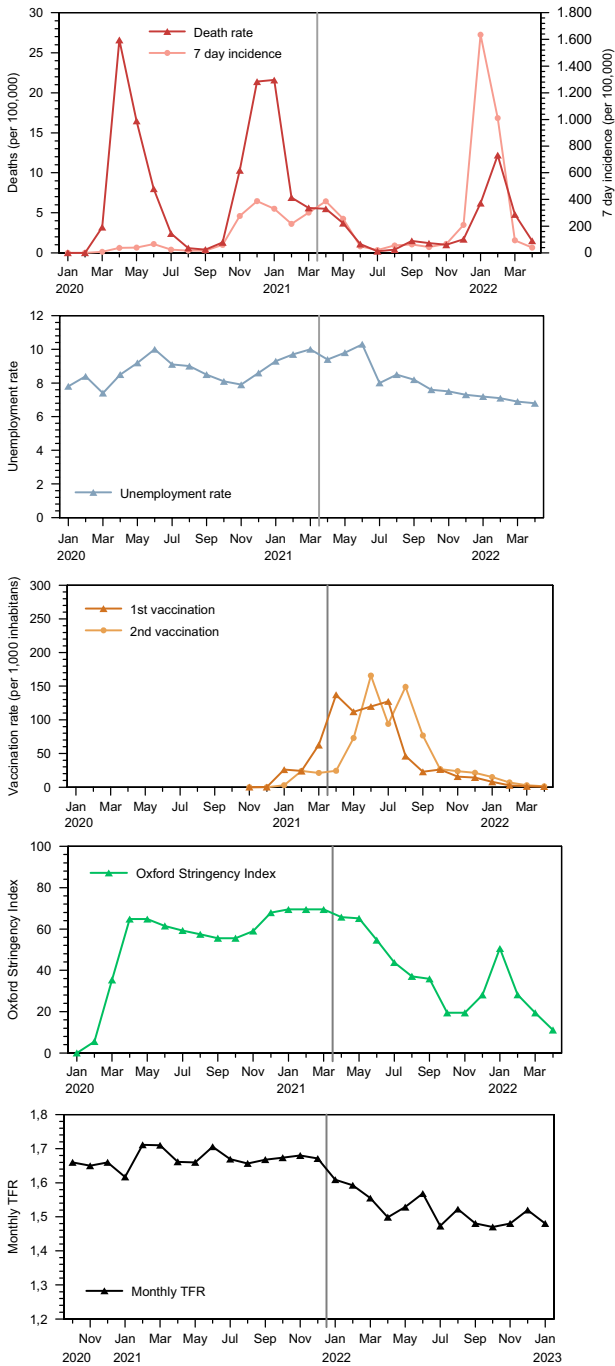 Deaths (per 100,000)
30
25
20
15
10
5
0
Death rate
7 day incidence
1.800
1.600
1.400
1.200
1.000
800
600
400
200
0
7 day incidence (per 100,000)
Jan Mar May Jul Sep Nov Jan Mar May Jul Sep Nov Jan Mar
2020 2021 2022
Unemployment rate
12
10
8
6
4
2
0
Unemployment rate
Jan Mar May Jul Sep Nov Jan Mar May Jul Sep Nov Jan Mar
2020 2021 2022
Vaccination rate (per 1,000 inhabitans)
300
250
200
150
100
50
0
1st vaccination
2nd vaccination
Jan Mar May Jul Sep Nov Jan Mar May Jul Sep Nov Jan Mar
2020 2021 2022
Oxford Stringency Index
100
80
60
40
20
0
Oxford Stringency Index
Jan Mar May Jul Sep Nov Jan Mar May Jul Sep Nov Jan Mar
2020 2021 2022
Monthly TFR
1,8
1,7
1,6
1,5
1,4
1,3
1,2
Monthly TFR
Nov Jan Mar May Jul Sep Nov Jan Mar May Jul Sep Nov Jan
2020 2021 2022 2023